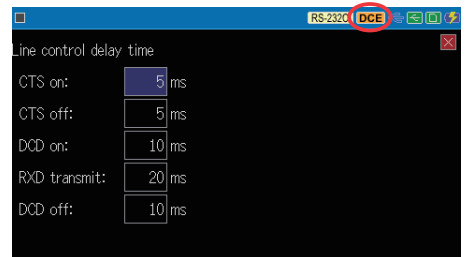 RS-232C DCE
Line control delay time
CTS on: 5 ms
CTS off: 5 ms
DCD on: 10 ms
RXD transmit: 20 ms
DCD off: 10 ms